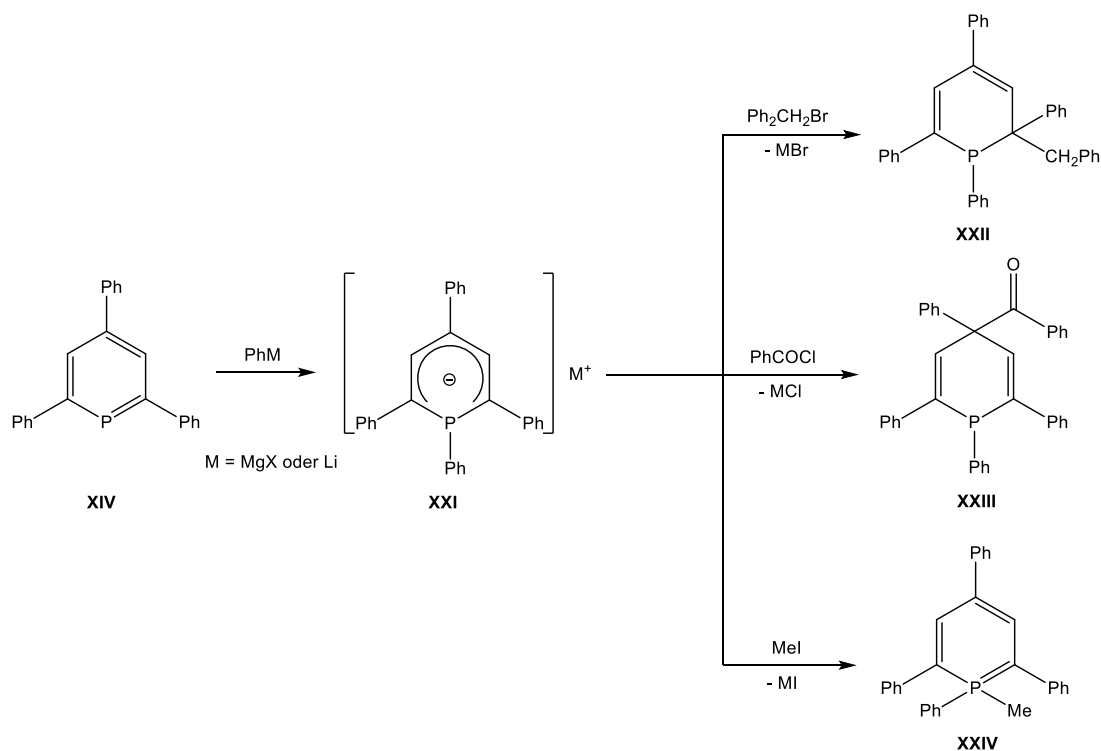 Ph
Ph
P
Ph
XIV
PhM
M = MgX oder Li
Ph
Ph
P
Ph
Ph
⊖
M+
XXI
Ph2CH2Br
- MBr
Ph
Ph
Ph
P
CH2Ph
Ph
XXII
PhCOCl
- MCl
O
Ph
Ph
Ph
P
Ph
Ph
XXIII
MeI
- MI
Ph
Ph
Ph
P
Ph
Me
XXIV